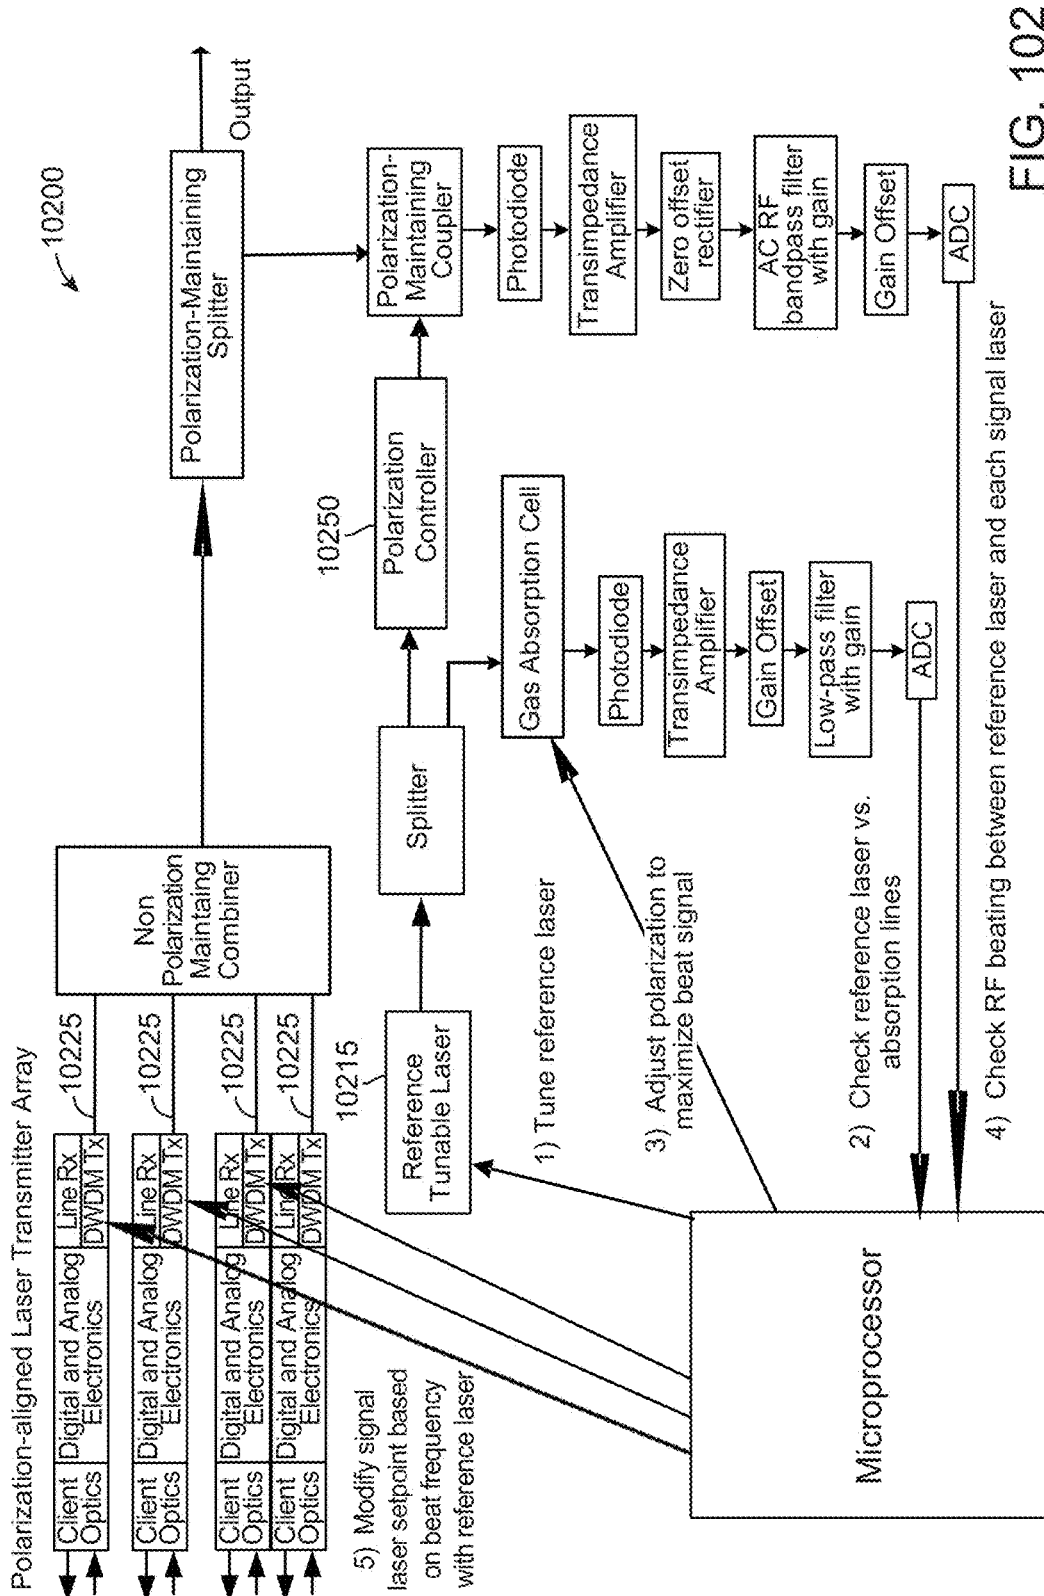 Polarization-aligned Laser Transmitter Array
10200
Client
Optics
Digital and Analog
Electronics
Line Rx
DWDM Tx
10225
Client
Optics
Digital and Analog
Electronics
Line Rx
DWDM Tx
10225
Client
Optics
Digital and Analog
Electronics
Line Rx
DWDM Tx
10225
Client
Optics
Digital and Analog
Electronics
Line Rx
DWDM Tx
10225
Non
Polarization
Maintaing
Combiner
Polarization-Maintaining
Splitter
Output
5) Modify signal
laser setpoint based
on beat frequency
with reference laser
10215
Reference
Tunable Laser
Splitter
10250
Polarization
Controller
Polarization-
Maintaining
Coupler
Photodiode
Transimpedance
Amplifier
Zero offset
rectifier
AC RF
bandpass filter
with gain
Gain Offset
ADC
1) Tune reference laser
Gas Absorption Cell
Photodiode
Transimpedance
Amplifier
Gain Offset
Low-pass filter
with gain
ADC
3) Adjust polarization to
maximize beat signal
2) Check reference laser vs.
absorption lines
4) Check RF beating between reference laser and each signal laser
Microprocessor
FIG. 102